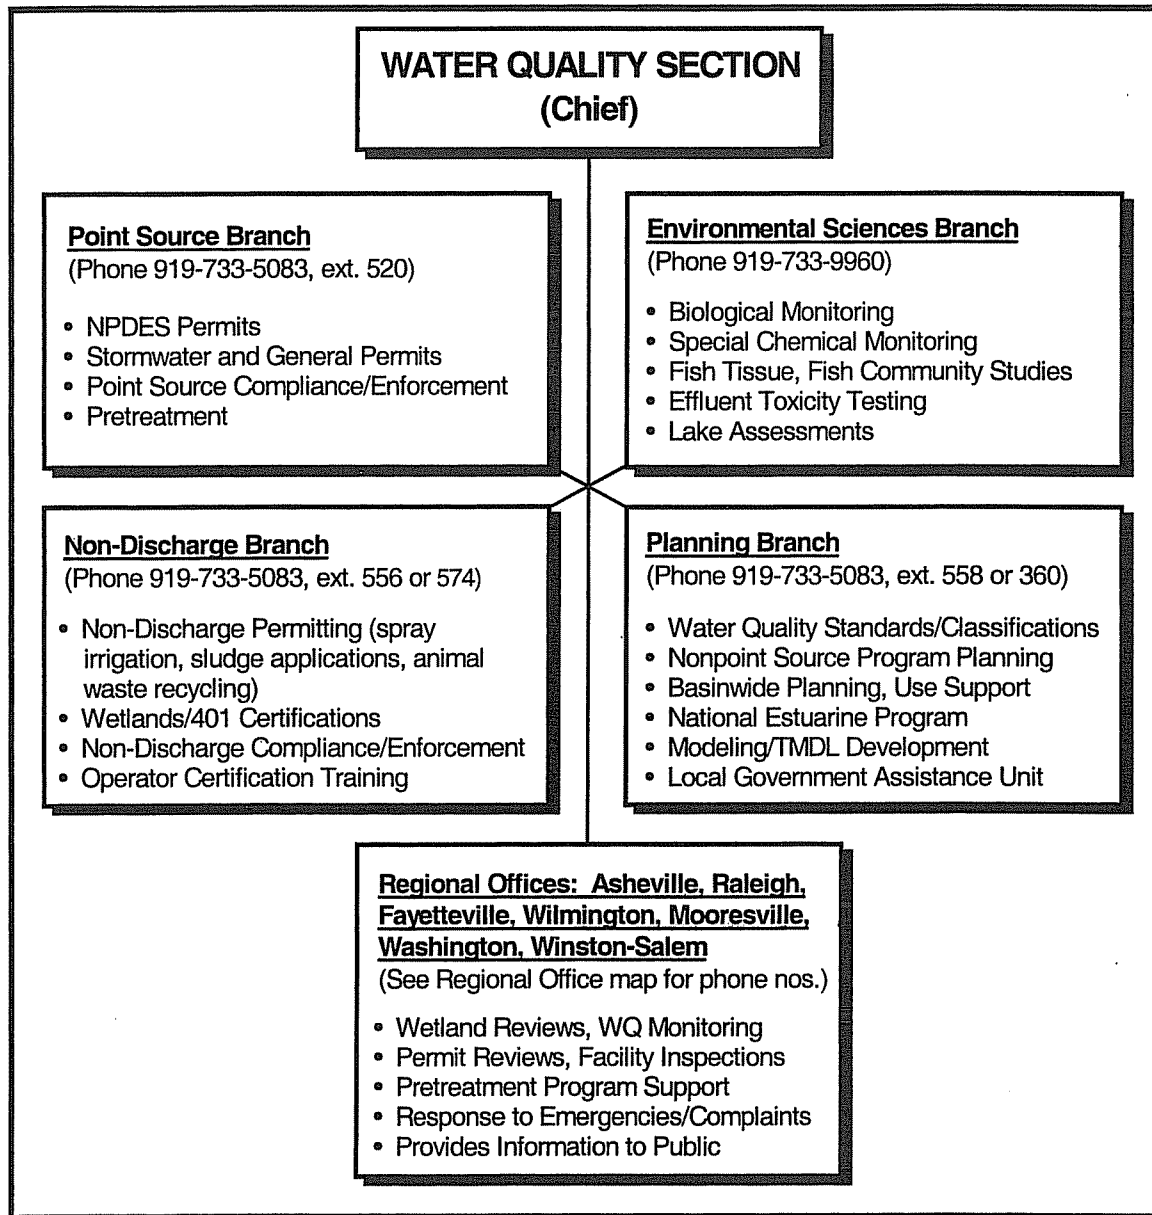 WATER QUALITY SECTION
(Chief)
Point Source Branch
(Phone 919-733-5083, ext. 520)
• NPDES Permits
• Stormwater and General Permits
• Point Source Compliance/Enforcement
• Pretreatment
Environmental Sciences Branch
(Phone 919-733-9960)
• Biological Monitoring
• Special Chemical Monitoring
• Fish Tissue, Fish Community Studies
• Effluent Toxicity Testing
• Lake Assessments
Non-Discharge Branch
(Phone 919-733-5083, ext. 556 or 574)
• Non-Discharge Permitting (spray
irrigation, sludge applications, animal
waste recycling)
• Wetlands/401 Certifications
• Non-Discharge Compliance/Enforcement
• Operator Certification Training
Planning Branch
(Phone 919-733-5083, ext. 558 or 360)
• Water Quality Standards/Classifications
• Nonpoint Source Program Planning
• Basinwide Planning, Use Support
• National Estuarine Program
• Modeling/TMDL Development
• Local Government Assistance Unit
Regional Offices: Asheville, Raleigh,
Fayetteville, Wilmington, Mooresville,
Washington, Winston-Salem
(See Regional Office map for phone nos.)
• Wetland Reviews, WQ Monitoring
• Permit Reviews, Facility Inspections
• Pretreatment Program Support
• Response to Emergencies/Complaints
• Provides Information to Public